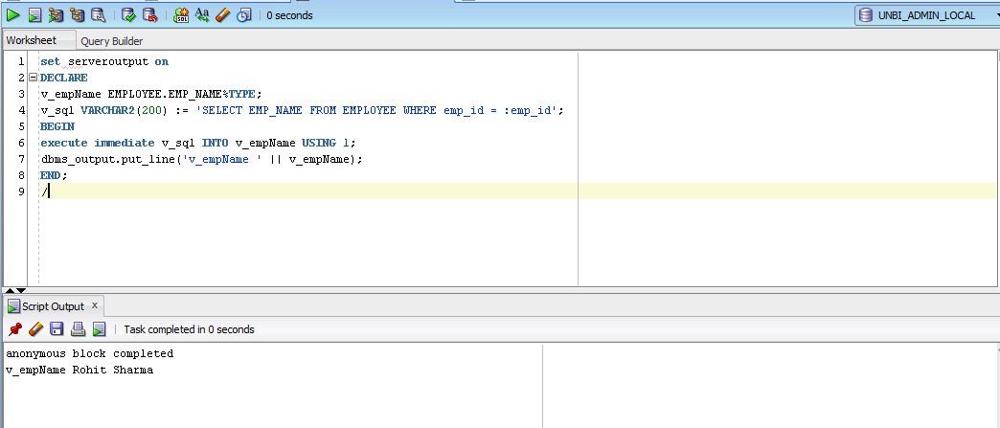 0 seconds
UNBI_ADMIN_LOCAL
Worksheet
Query Builder
1 set serveroutput on
2 DECLARE
3 v_empName EMPLOYEE.EMP_NAME%TYPE;
4 v_sql VARCHAR2(200) := 'SELECT EMP_NAME FROM EMPLOYEE WHERE emp_id = :emp_id';
5 BEGIN
6 execute immediate v_sql INTO v_empName USING 1;
7 dbms_output.put_line('v_empName ' || v_empName);
8 END;
9 /
Script Output x
Task completed in 0 seconds
anonymous block completed
v_empName Rohit Sharma